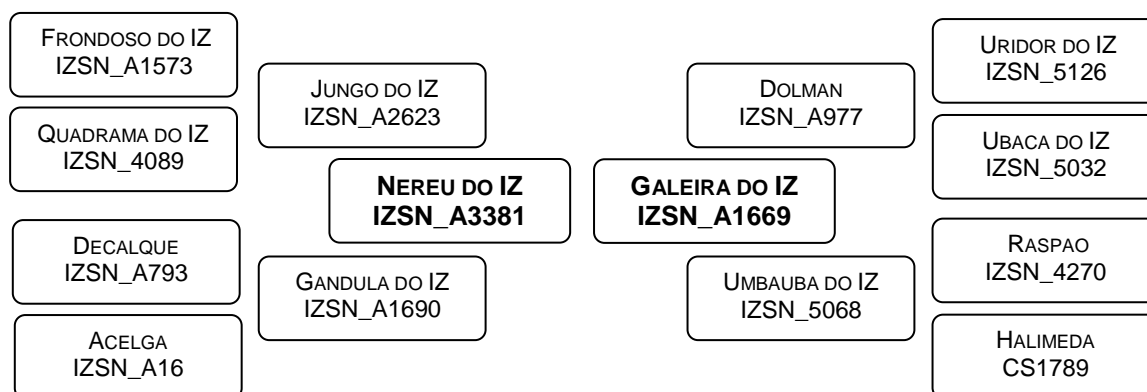 FRONDOSO DO IZ
IZSN_A1573
QUADRAMA DO IZ
IZSN_4089
DECALQUE
IZSN_A793
ACELGA
IZSN_A16
JUNGO DO IZ
IZSN_A2623
GANDULA DO IZ
IZSN_A1690
NEREU DO IZ
IZSN_A3381
GALEIRA DO IZ
IZSN_A1669
DOLMAN
IZSN_A977
UMBAUBA DO IZ
IZSN_5068
URIDOR DO IZ
IZSN_5126
UBACA DO IZ
IZSN_5032
RASPAO
IZSN_4270
HALIMEDA
CS1789